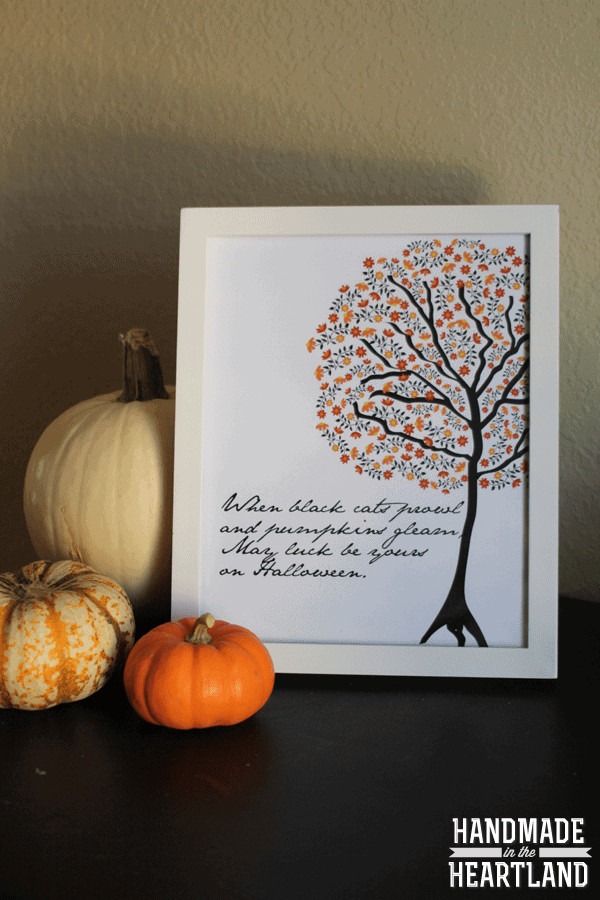 When black cats prowl
and pumpkins gleam,
May luck be yours
on Halloween.
HANDMADE
in the
HEARTLAND